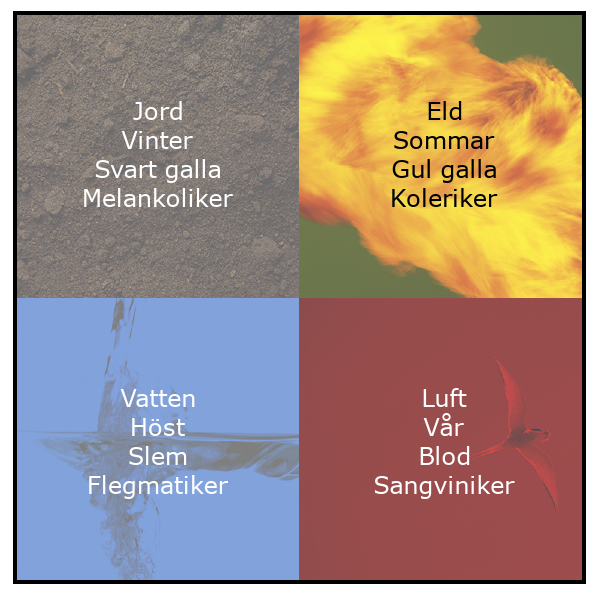 Jord
Vinter
Svart galla
Melankoliker
Eld
Sommar
Gul galla
Koleriker
Vatten
Höst
Slem
Flegmatiker
Luft
Vår
Blod
Sangviniker